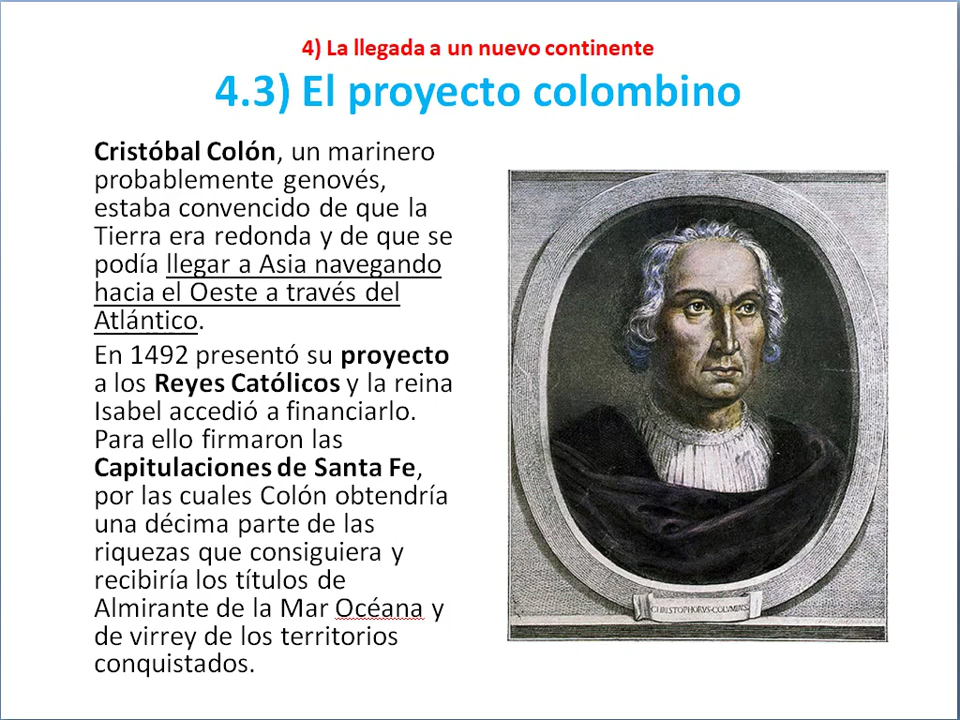 4) La llegada a un nuevo continente
4.3) El proyecto colombino
Cristóbal Colón, un marinero
probablemente genovés,
estaba convencido de que la
Tierra era redonda y de que se
podía llegar a Asia navegando
hacia el Oeste a través del
Atlántico.
En 1492 presentó su proyecto
a los Reyes Católicos y la reina
Isabel accedió a financiarlo.
Para ello firmaron las
Capitulaciones de Santa Fe,
por las cuales Colón obtendría
una décima parte de las
riquezas que consiguiera y
recibiría los títulos de
Almirante de la Mar Océana y
de virrey de los territorios
conquistados.
CHRISTOPHORVS·COLVMBVS